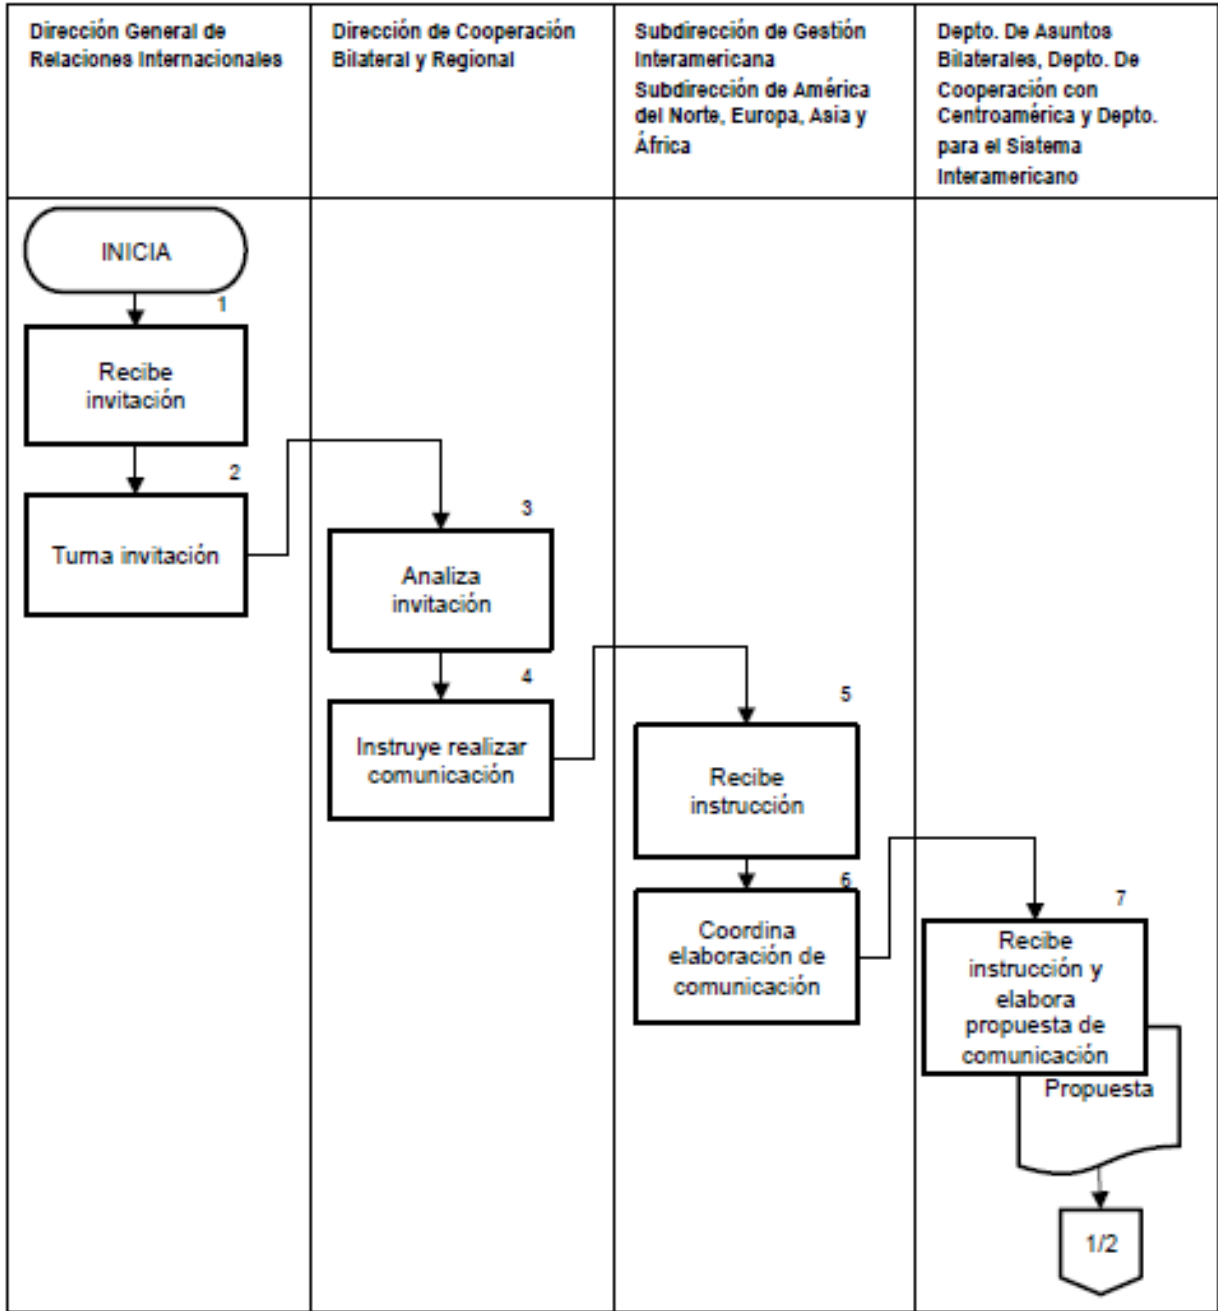 Dirección General de
Relaciones Internacionales
Dirección de Cooperación
Bilateral y Regional
Subdirección de Gestión
Interamericana
Subdirección de América
del Norte, Europa, Asia y
África
Depto. De Asuntos
Bilaterales, Depto. De
Cooperación con
Centroamérica y Depto.
para el Sistema
Interamericano
INICIA
1
Recibe
invitación
2
Turna invitación
3
Analiza
invitación
4
Instruye realizar
comunicación
5
Recibe
instrucción
6
Coordina
elaboración de
comunicación
7
Recibe
instrucción y
elabora
propuesta de
comunicación
Propuesta
1/2